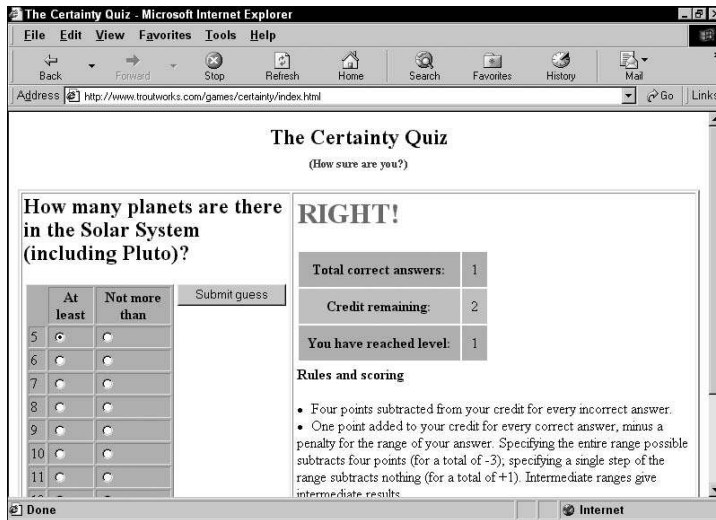 The Certainty Quiz - Microsoft Internet Explorer
File Edit View Favorites Tools Help
Back Forward Stop Refresh Home Search Favorites History Mail
Address http://www.troutworks.com/games/certainty/index.html Go Links
The Certainty Quiz
(How sure are you?)
How many planets are there
in the Solar System
(including Pluto)?
At least Not more than
Submit guess
5
6
7
8
9
10
11
RIGHT!
Total correct answers: 1
Credit remaining: 2
You have reached level: 1
Rules and scoring
• Four points subtracted from your credit for every incorrect answer.
• One point added to your credit for every correct answer, minus a
penalty for the range of your answer. Specifying the entire range possible
subtracts four points (for a total of -3); specifying a single step of the
range subtracts nothing (for a total of +1). Intermediate ranges give
intermediate results
Done Internet